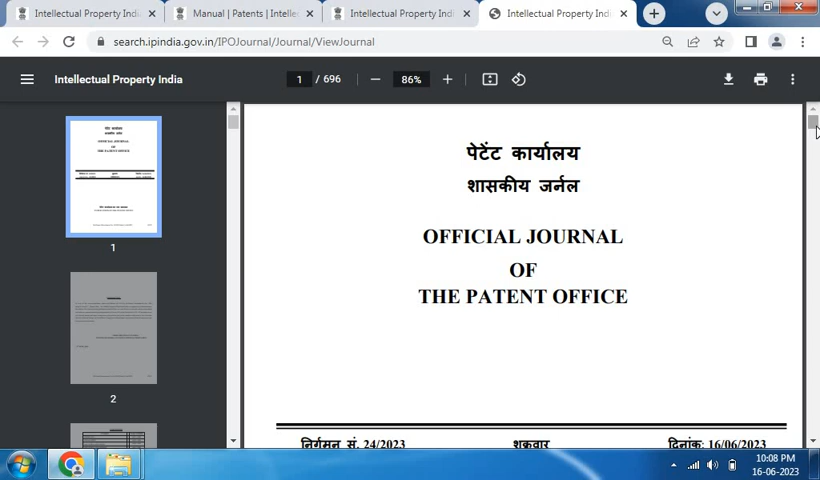 Intellectual Property India
Manual | Patents | Intelle
Intellectual Property India
Intellectual Property India
search.ipindia.gov.in/IPOJournal/Journal/ViewJournal
Intellectual Property India
1 / 696
86%
पेटेंट कार्यालय
शासकीय जर्नल
OFFICIAL JOURNAL
OF
THE PATENT OFFICE
निर्गमन सं. 24/2023 शुक्रवार दिनांक: 16/06/2023
1
2
10:08 PM
16-06-2023